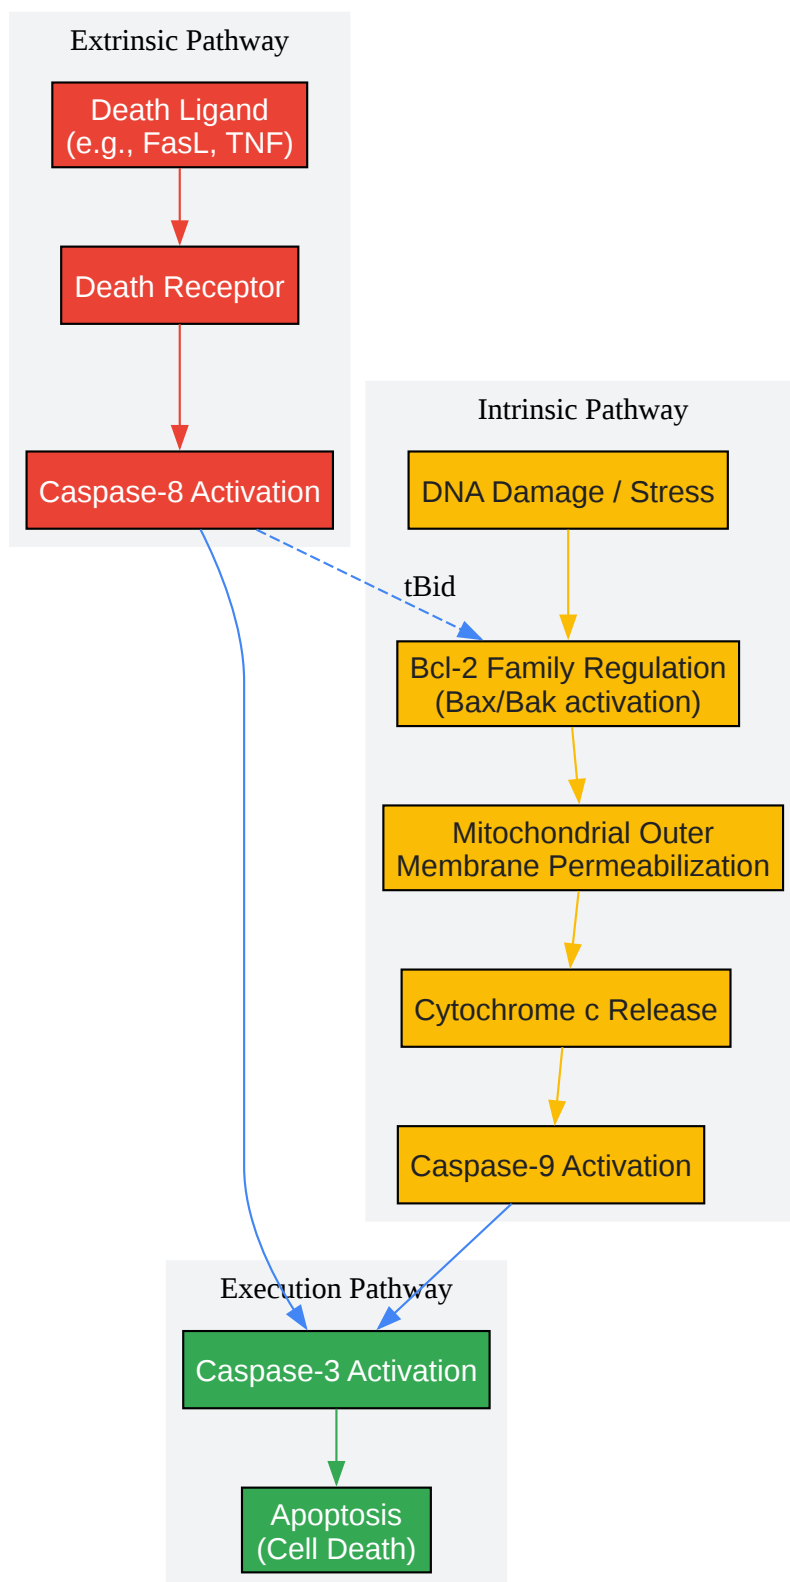 Extrinsic Pathway
Death Ligand
(e.g., FasL, TNF)
Death Receptor
Caspase-8 Activation
Intrinsic Pathway
DNA Damage / Stress
tBid
Bcl-2 Family Regulation
(Bax/Bak activation)
Mitochondrial Outer
Membrane Permeabilization
Cytochrome c Release
Caspase-9 Activation
Execution Pathway
Caspase-3 Activation
Apoptosis
(Cell Death)